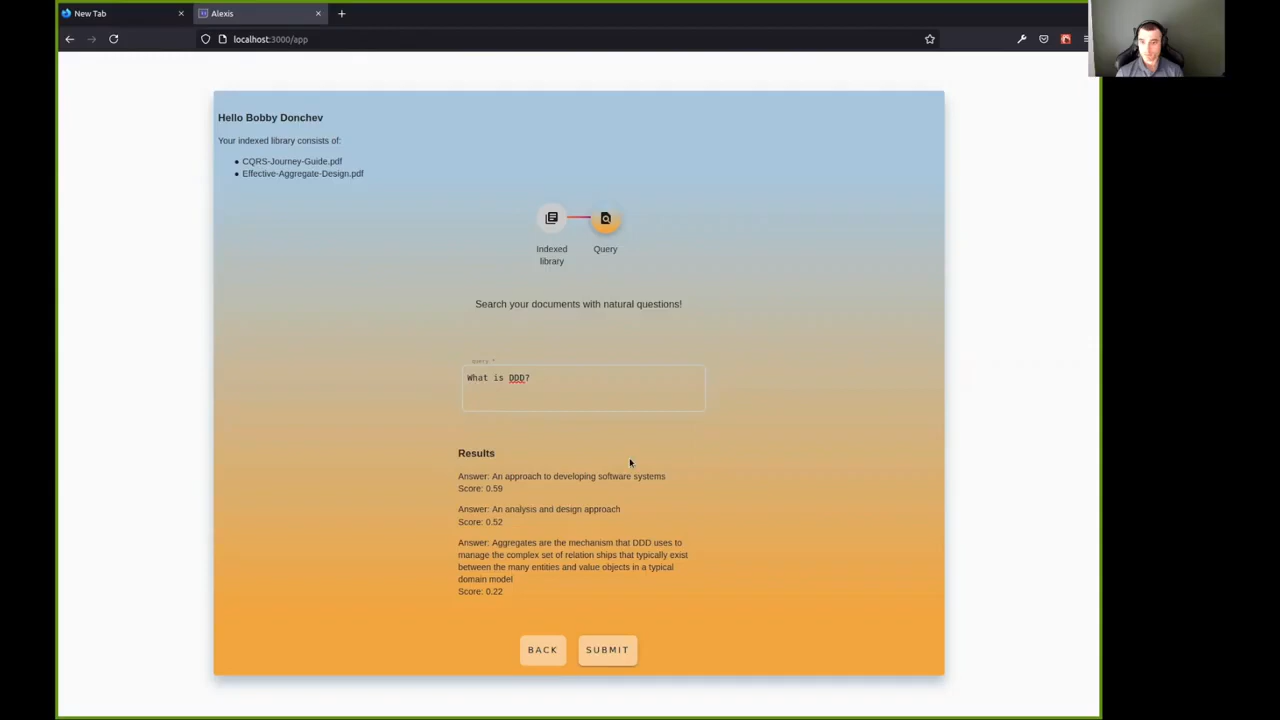 New Tab
Alexis
localhost:3000/app
Hello Bobby Donchev
Your indexed library consists of:
CQRS-Journey-Guide.pdf
Effective-Aggregate-Design.pdf
Indexed
library
Query
Search your documents with natural questions!
query *
What is DDD?
Results
Answer: An approach to developing software systems
Score: 0.59
Answer: An analysis and design approach
Score: 0.52
Answer: Aggregates are the mechanism that DDD uses to
manage the complex set of relation ships that typically exist
between the many entities and value objects in a typical
domain model
Score: 0.22
BACK
SUBMIT